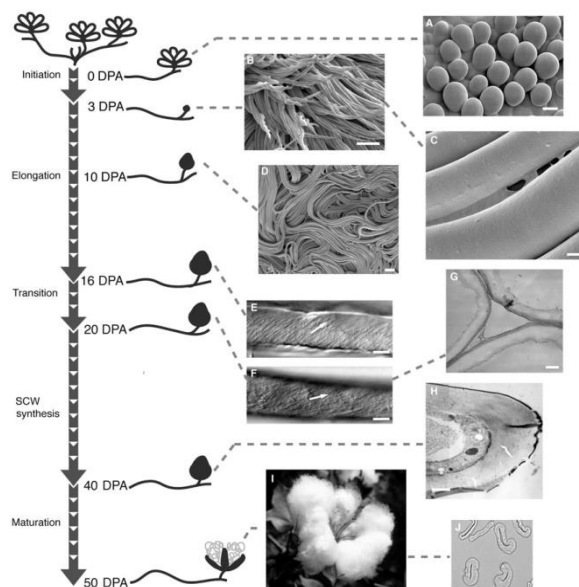 A
Initiation
0 DPA
B
3 DPA
C
Elongation
D
10 DPA
16 DPA
G
Transition
E
20 DPA
F
SCW
synthesis
H
40 DPA
I
Maturation
J
50 DPA